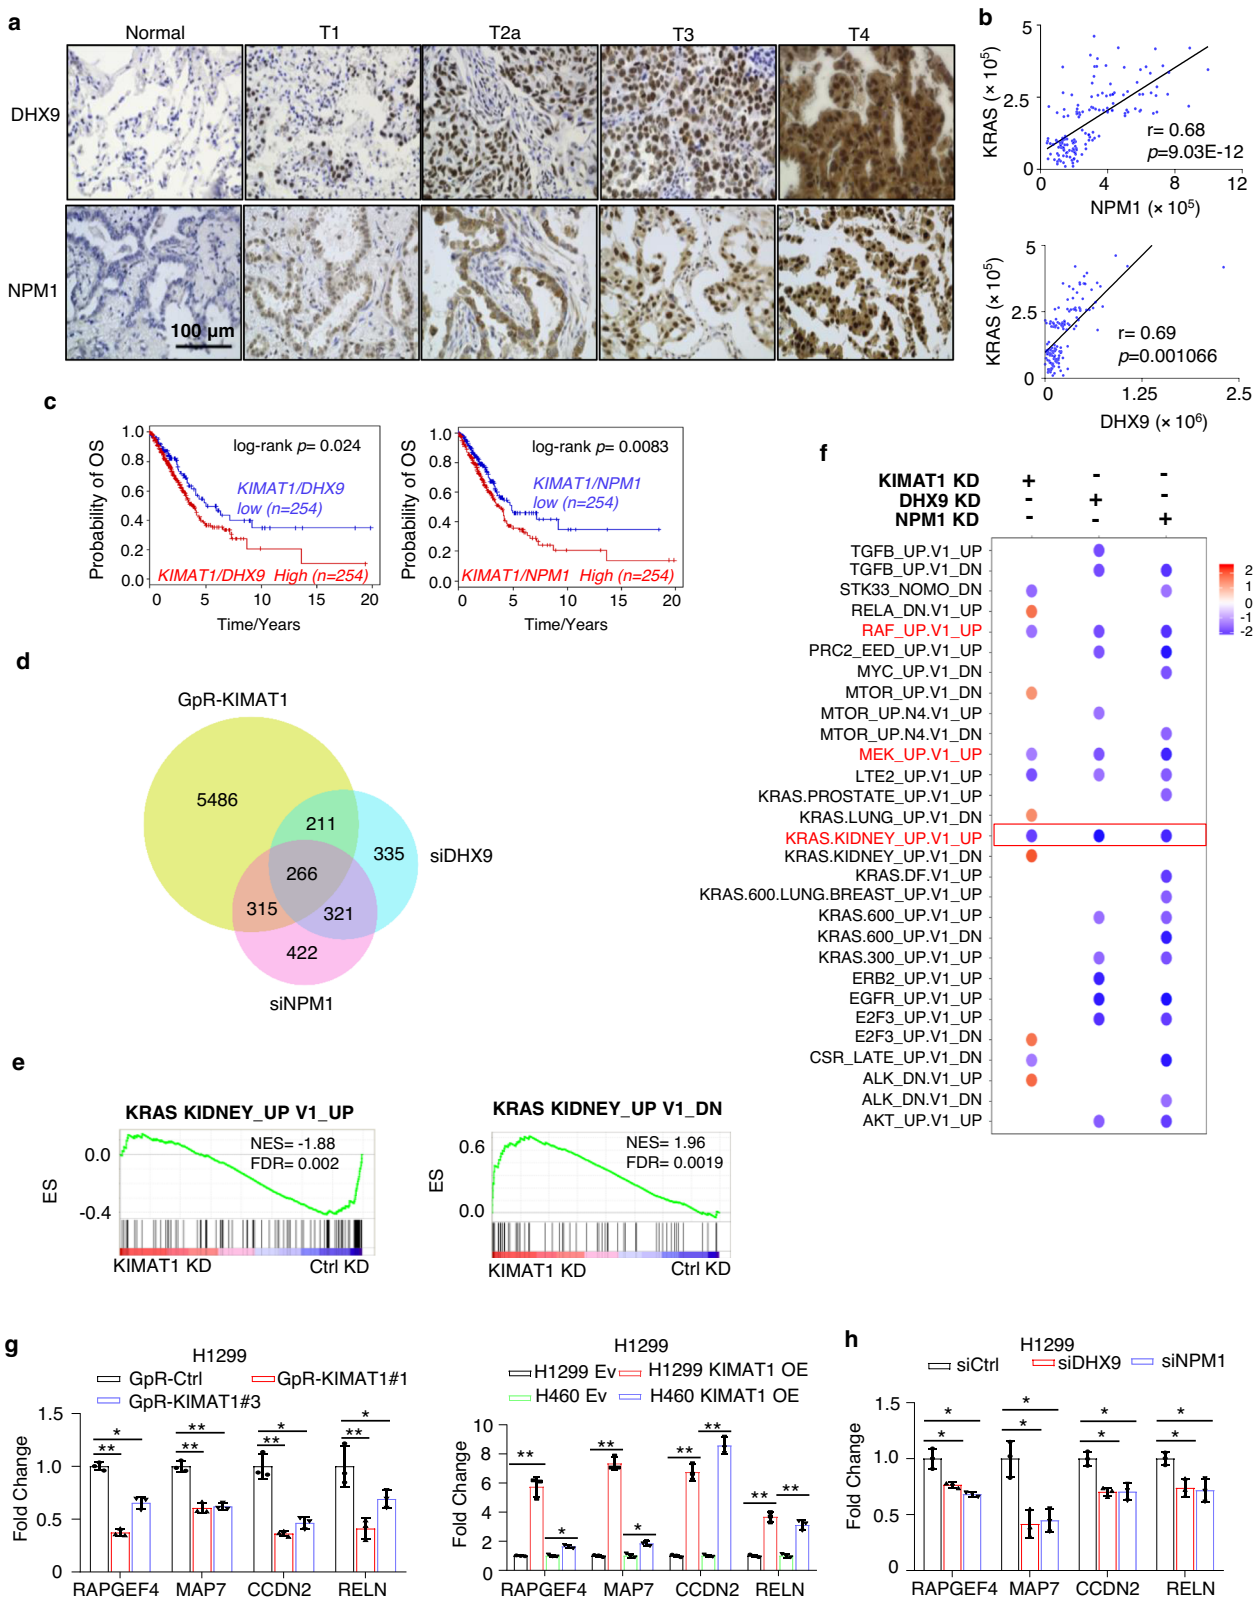 a
Normal
T1
T2a
T3
T4
DHX9
NPM1
100 µm
b
5
2.5
0
KRAS (× 10⁵)
r= 0.68
p=9.03E-12
0
4
8
12
NPM1 (× 10⁵)
5
2.5
0
KRAS (× 10⁵)
r= 0.69
p=0.001066
0
1.25
2.5
DHX9 (× 10⁶)
c
Probability of OS
1.0
0.8
0.6
0.4
0.2
0.0
log-rank p= 0.024
KIMAT1/DHX9
low (n=254)
KIMAT1/DHX9 High (n=254)
0
5
10
15
20
Time/Years
Probability of OS
1.0
0.8
0.6
0.4
0.2
0.0
log-rank p= 0.0083
KIMAT1/NPM1
low (n=254)
KIMAT1/NPM1 High (n=254)
0
5
10
15
20
Time/Years
d
GpR-KIMAT1
5486
211
335
siDHX9
266
315
321
422
siNPM1
e
KRAS KIDNEY_UP V1_UP
NES= -1.88
FDR= 0.002
0.0
-0.4
ES
KIMAT1 KD
Ctrl KD
KRAS KIDNEY_UP V1_DN
NES= 1.96
FDR= 0.0019
0.6
0.0
ES
KIMAT1 KD
Ctrl KD
f
KIMAT1 KD + - -
DHX9 KD - + -
NPM1 KD - - +
TGFB_UP.V1_UP
TGFB_UP.V1_DN
STK33_NOMO_DN
RELA_DN.V1_UP
RAF_UP.V1_UP
PRC2_EED_UP.V1_UP
MYC_UP.V1_DN
MTOR_UP.V1_DN
MTOR_UP.N4.V1_UP
MTOR_UP.N4.V1_DN
MEK_UP.V1_UP
LTE2_UP.V1_UP
KRAS.PROSTATE_UP.V1_UP
KRAS.LUNG_UP.V1_DN
KRAS.KIDNEY_UP.V1_UP
KRAS.KIDNEY_UP.V1_DN
KRAS.DF.V1_UP
KRAS.600.LUNG.BREAST_UP.V1_UP
KRAS.600_UP.V1_UP
KRAS.600_UP.V1_DN
KRAS.300_UP.V1_UP
ERB2_UP.V1_UP
EGFR_UP.V1_UP
E2F3_UP.V1_UP
E2F3_UP.V1_DN
CSR_LATE_UP.V1_DN
ALK_DN.V1_UP
ALK_DN.V1_DN
AKT_UP.V1_UP
2
1
0
-1
-2
g
H1299
GpR-Ctrl
GpR-KIMAT1#1
GpR-KIMAT1#3
Fold Change
1.5
1.0
0.5
0
* ** ** ** * ** * **
RAPGEF4
MAP7
CCDN2
RELN
H1299
H1299 Ev
H1299 KIMAT1 OE
H460 Ev
H460 KIMAT1 OE
Fold Change
10
8
6
4
2
0
** * ** * ** ** ** **
RAPGEF4
MAP7
CCDN2
RELN
h
H1299
siCtrl
siDHX9
siNPM1
Fold Change
1.5
1.0
0.5
0
* * * * * * * *
RAPGEF4
MAP7
CCDN2
RELN